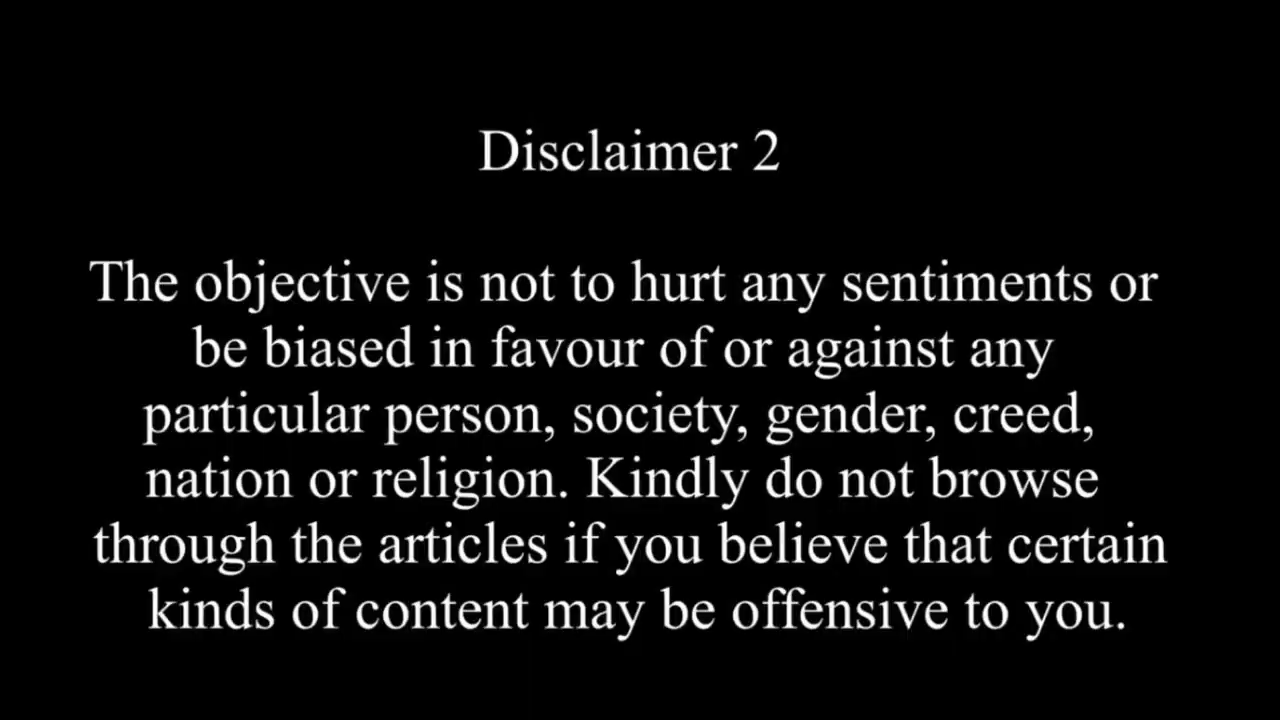 Disclaimer 2
The objective is not to hurt any sentiments or
be biased in favour of or against any
particular person, society, gender, creed,
nation or religion. Kindly do not browse
through the articles if you believe that certain
kinds of content may be offensive to you.